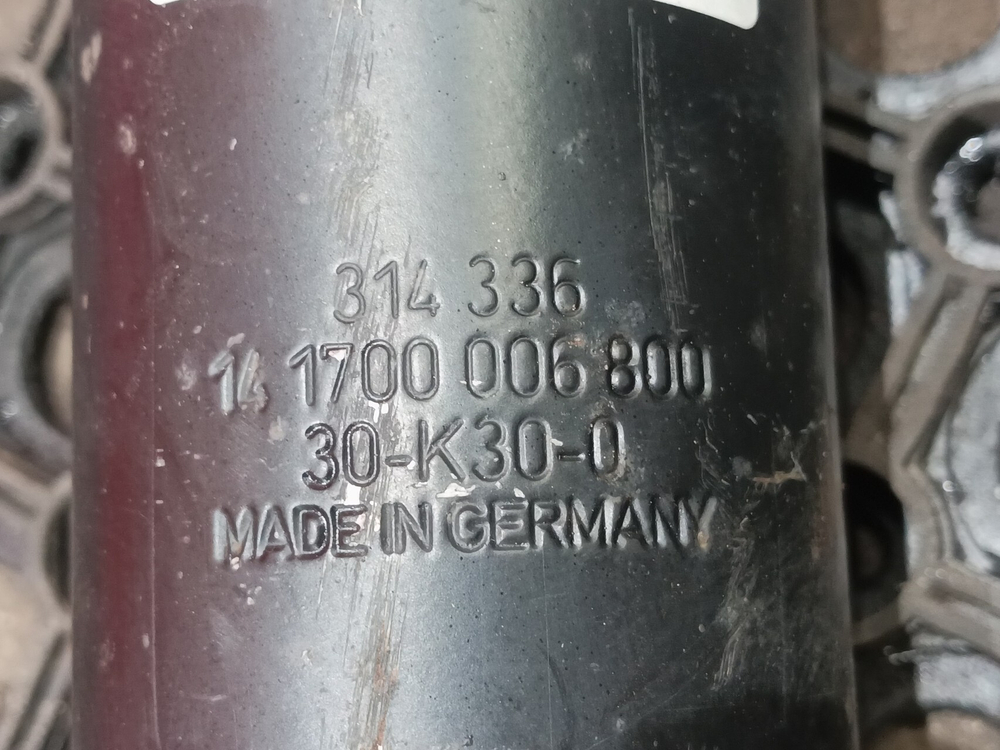 314 336
14 1700 006 800
30-K30-0
MADE IN GERMANY